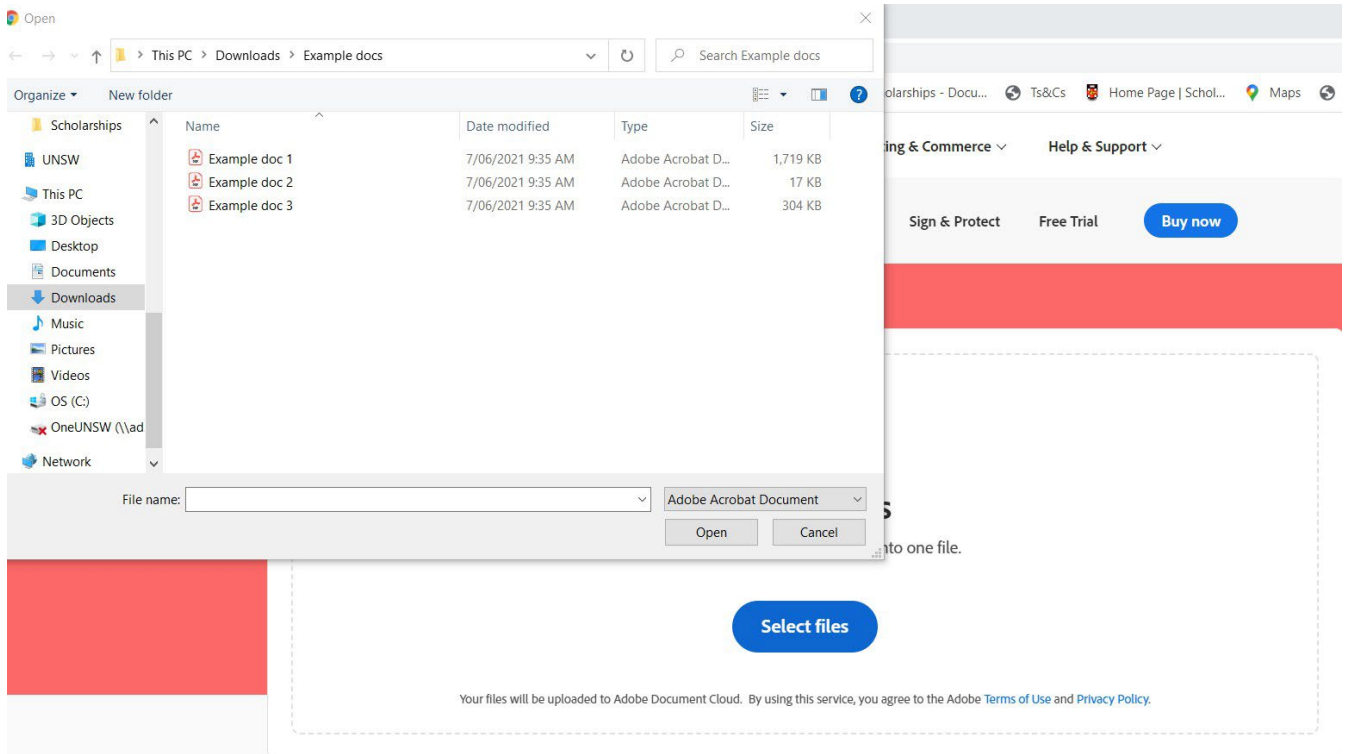 Open
This PC > Downloads > Example docs
Search Example docs
Organize
New folder
Scholarships
UNSW
This PC
3D Objects
Desktop
Documents
Downloads
Music
Pictures
Videos
OS (C:)
OneUNSW (\\ad
Network
Name Date modified Type Size
Example doc 1 7/06/2021 9:35 AM Adobe Acrobat D... 1,719 KB
Example doc 2 7/06/2021 9:35 AM Adobe Acrobat D... 17 KB
Example doc 3 7/06/2021 9:35 AM Adobe Acrobat D... 304 KB
File name:
Adobe Acrobat Document
Open Cancel
olarships - Docu... Ts&Cs Home Page | Schol... Maps
ing & Commerce Help & Support
Sign & Protect Free Trial Buy now
s
nto one file.
Select files
Your files will be uploaded to Adobe Document Cloud. By using this service, you agree to the Adobe Terms of Use and Privacy Policy.